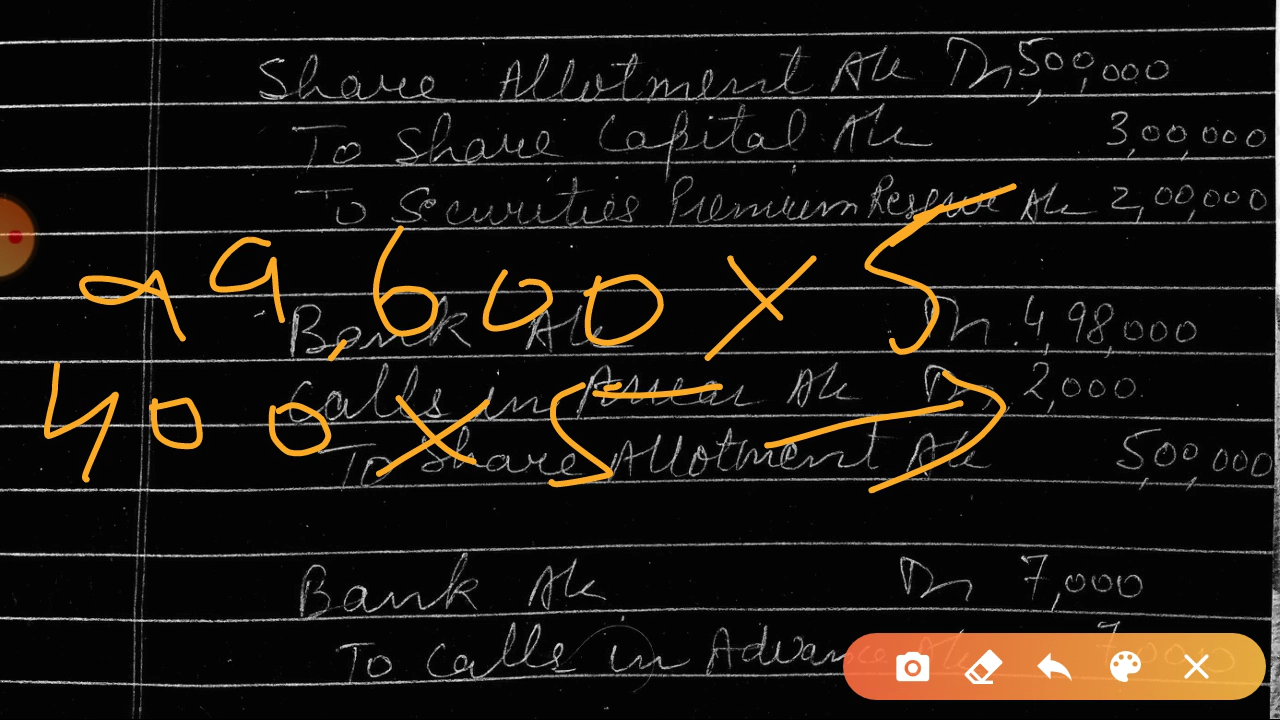 Share Allotment A/c Dr 5,00,000
To Share Capital A/c 3,00,000
To Securities Premium Reserve A/c 2,00,000
99,600 X 5
Bank A/c Dr. 4,98,000
Calls in Arrear A/c Dr 2,000
400 X 5
To Share Allotment A/c 5,00,000
Bank A/c Dr 7,000
To Calls in Advance A/c 7,000